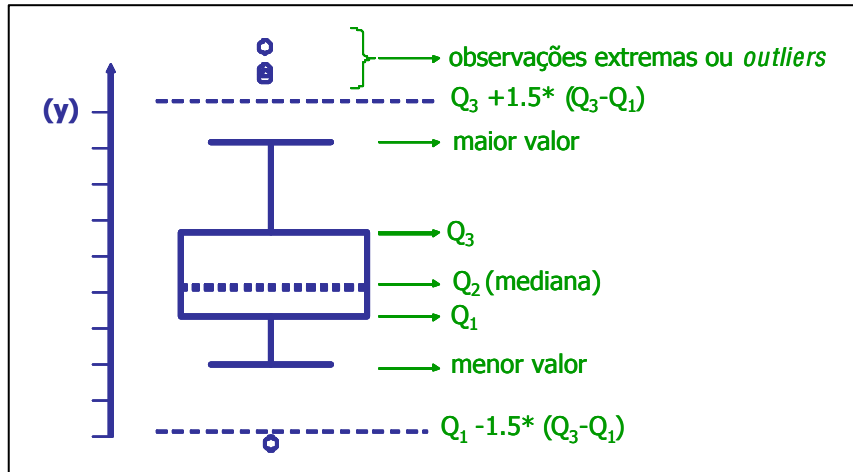 observações extremas ou outliers
(y)
Q₃ +1.5* (Q₃-Q₁)
maior valor
Q₃
Q₂ (mediana)
Q₁
menor valor
Q₁ -1.5* (Q₃-Q₁)